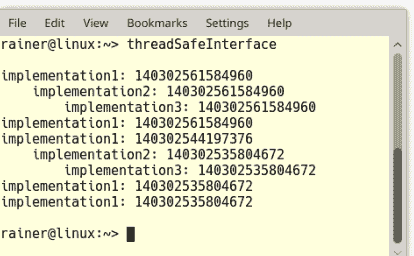 File Edit View Bookmarks Settings Help
rainer@linux:~> threadSafeInterface
implementation1: 140302561584960
implementation2: 140302561584960
implementation3: 140302561584960
implementation1: 140302561584960
implementation1: 140302544197376
implementation2: 140302535804672
implementation3: 140302535804672
implementation1: 140302535804672
implementation1: 140302535804672
rainer@linux:~>